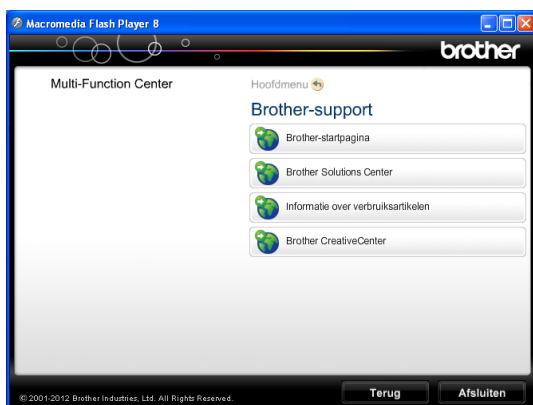 Macromedia Flash Player 8
brother
Multi-Function Center
Hoofdmenu
Brother-support
Brother-startpagina
Brother Solutions Center
Informatie over verbruiksartikelen
Brother CreativeCenter
© 2001-2012 Brother Industries, Ltd. All Rights Reserved.
Terug
Afsluiten